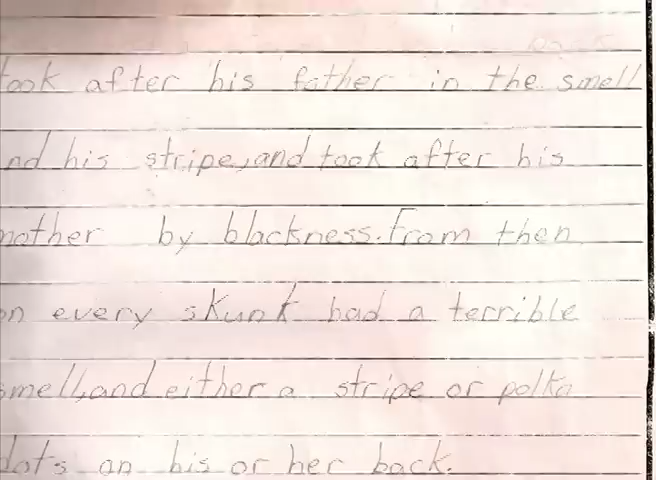 took after his father in the smell
nd his stripe, and took after his
mother by blackness. From then
on every skunk had a terrible
smell, and either a stripe or polka
dots on his or her back.